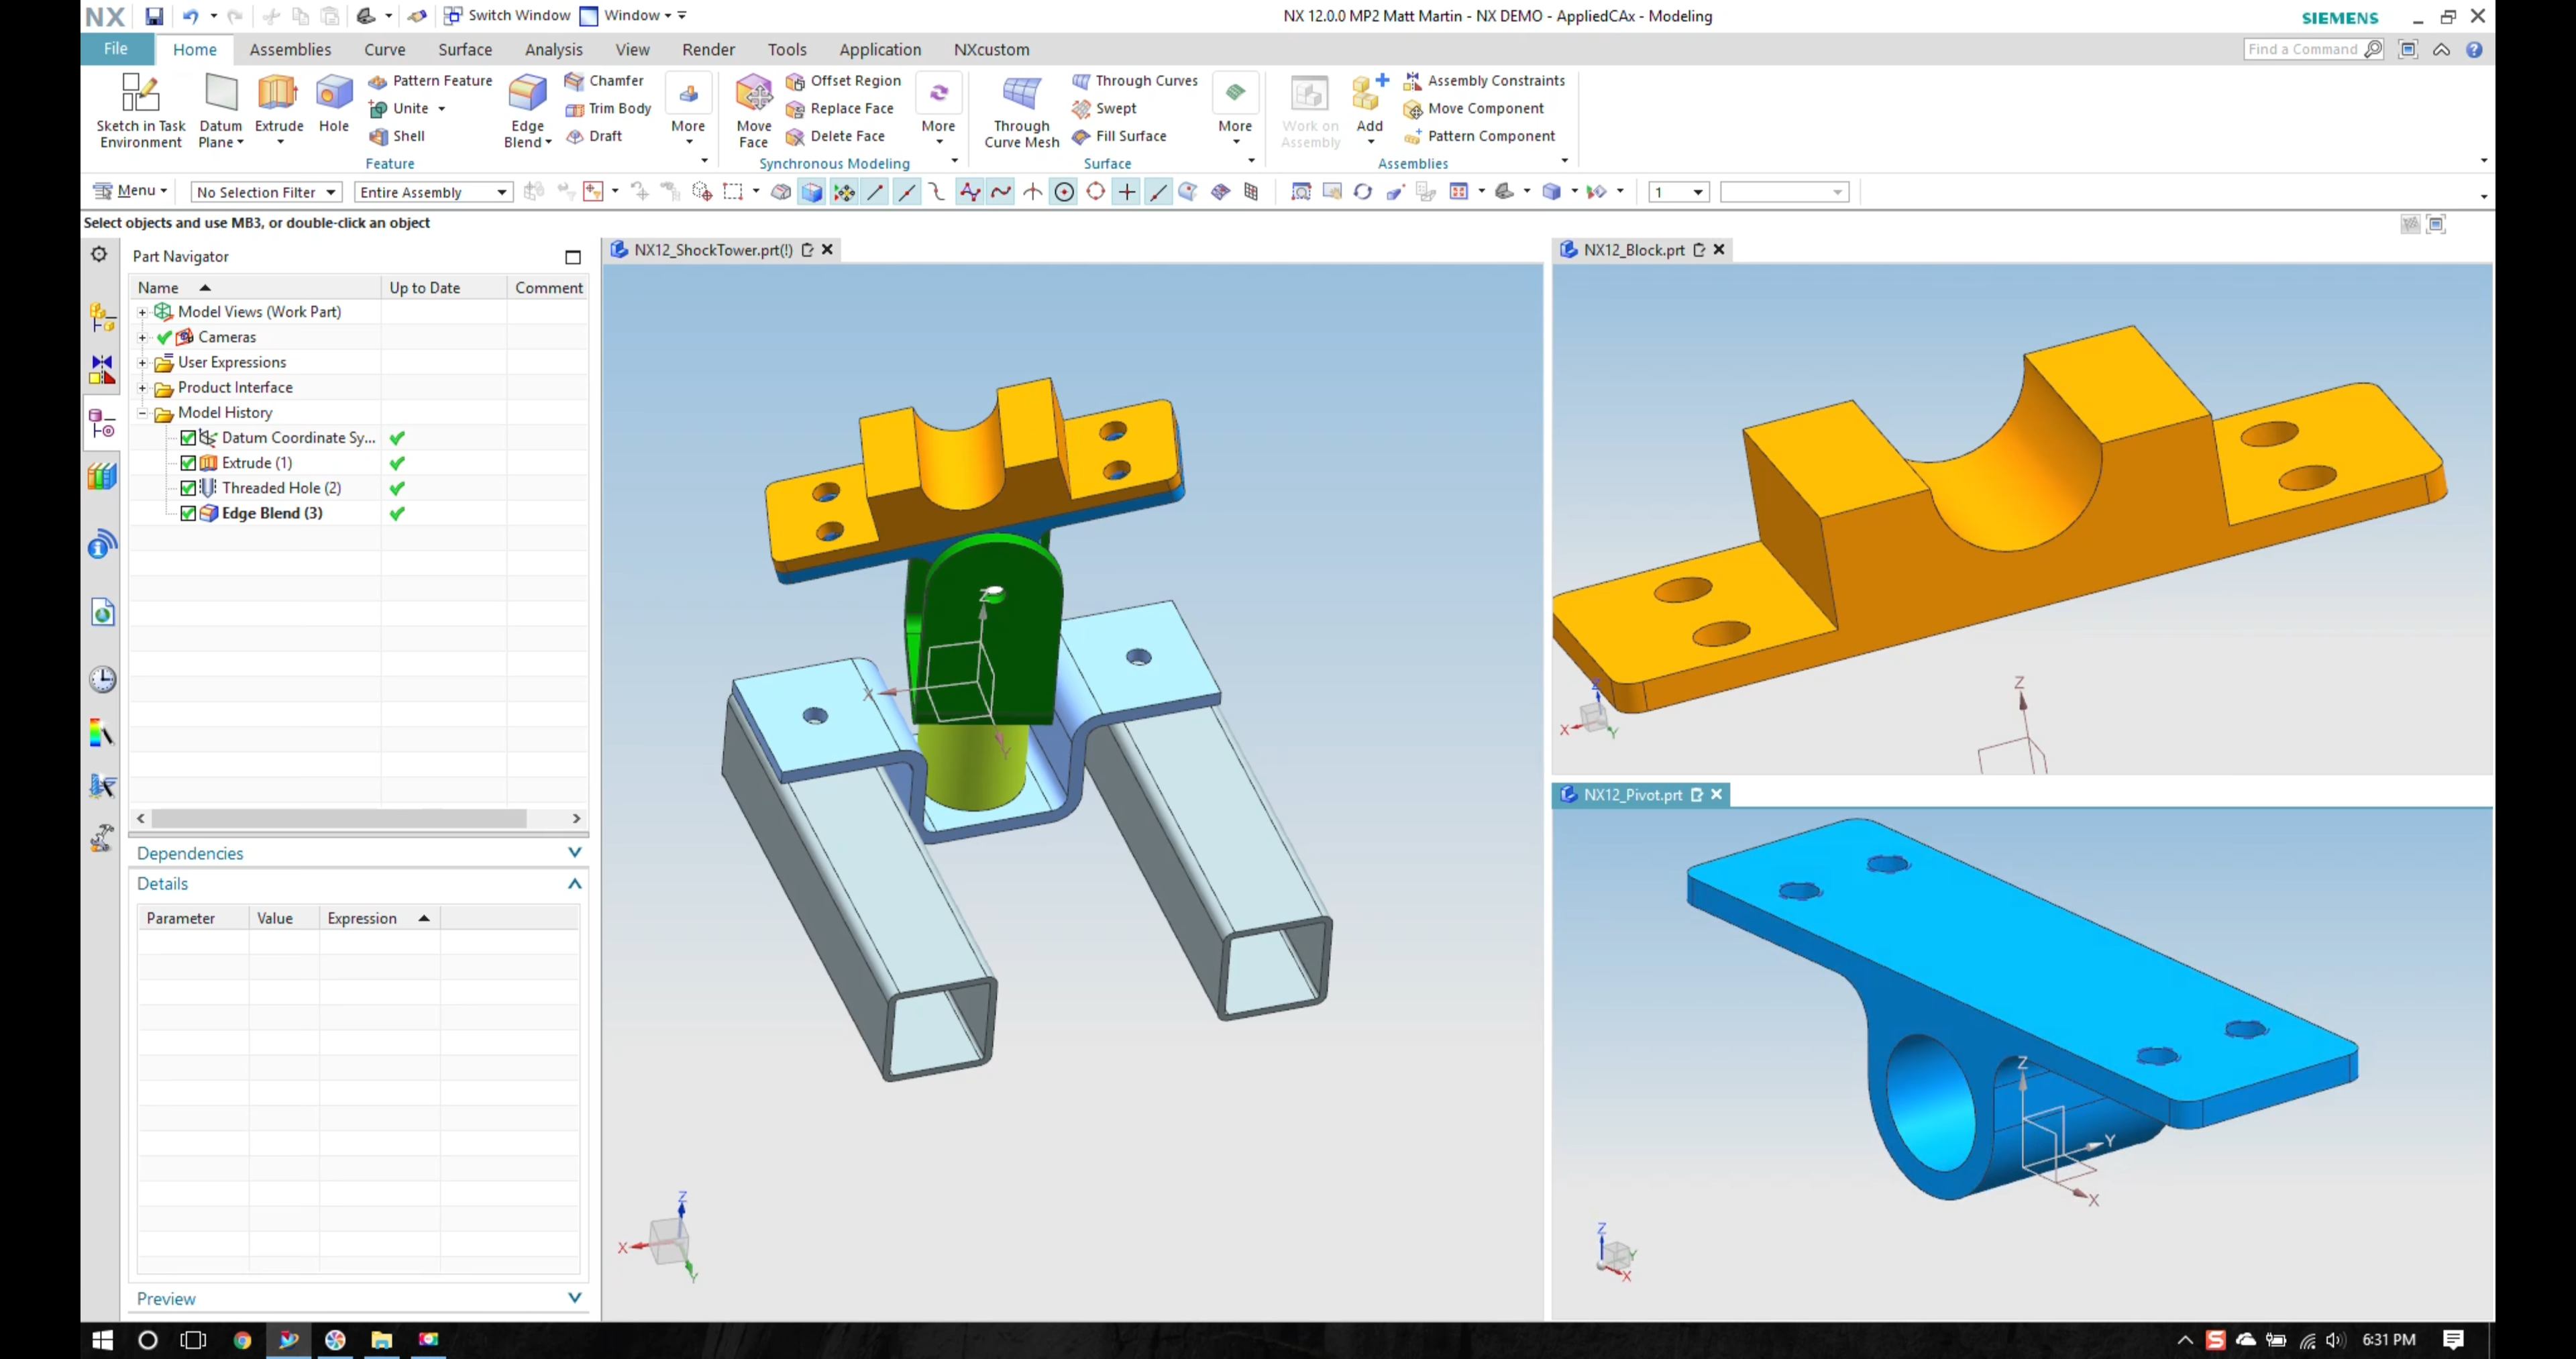 NX
Switch Window
Window
NX 12.0.0 MP2 Matt Martin - NX DEMO - AppliedCAx - Modeling
SIEMENS
File
Home
Assemblies
Curve
Surface
Analysis
View
Render
Tools
Application
NXcustom
Find a Command
Sketch in Task
Environment
Datum
Plane
Extrude
Hole
Pattern Feature
Unite
Shell
Edge
Blend
Chamfer
Trim Body
Draft
More
Feature
Move
Face
Offset Region
Replace Face
Delete Face
More
Synchronous Modeling
Through
Curve Mesh
Through Curves
Swept
Fill Surface
More
Surface
Work on
Assembly
Add
Assembly Constraints
Move Component
Pattern Component
Assemblies
Menu
No Selection Filter
Entire Assembly
1
Select objects and use MB3, or double-click an object
Part Navigator
Name
Up to Date
Comment
Model Views (Work Part)
Cameras
User Expressions
Product Interface
Model History
Datum Coordinate Sy...
Extrude (1)
Threaded Hole (2)
Edge Blend (3)
Dependencies
Details
Parameter
Value
Expression
Preview
NX12_ShockTower.prt(!)
Z
X
Y
Z
X
Y
NX12_Block.prt
Z
X
Y
Z
NX12_Pivot.prt
Z
Y
X
Z
Y
X
6:31 PM